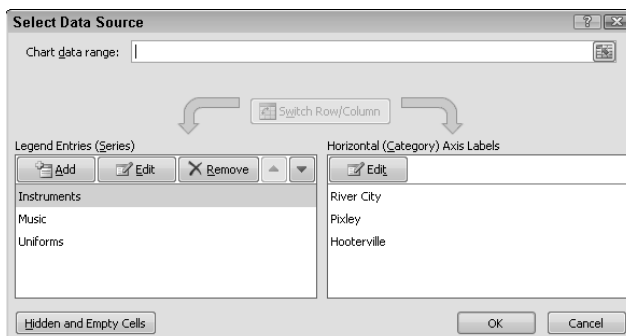 Select Data Source
Chart data range:
Switch Row/Column
Legend Entries (Series)
Add Edit Remove
Instruments
Music
Uniforms
Horizontal (Category) Axis Labels
Edit
River City
Pixley
Hooterville
Hidden and Empty Cells
OK Cancel